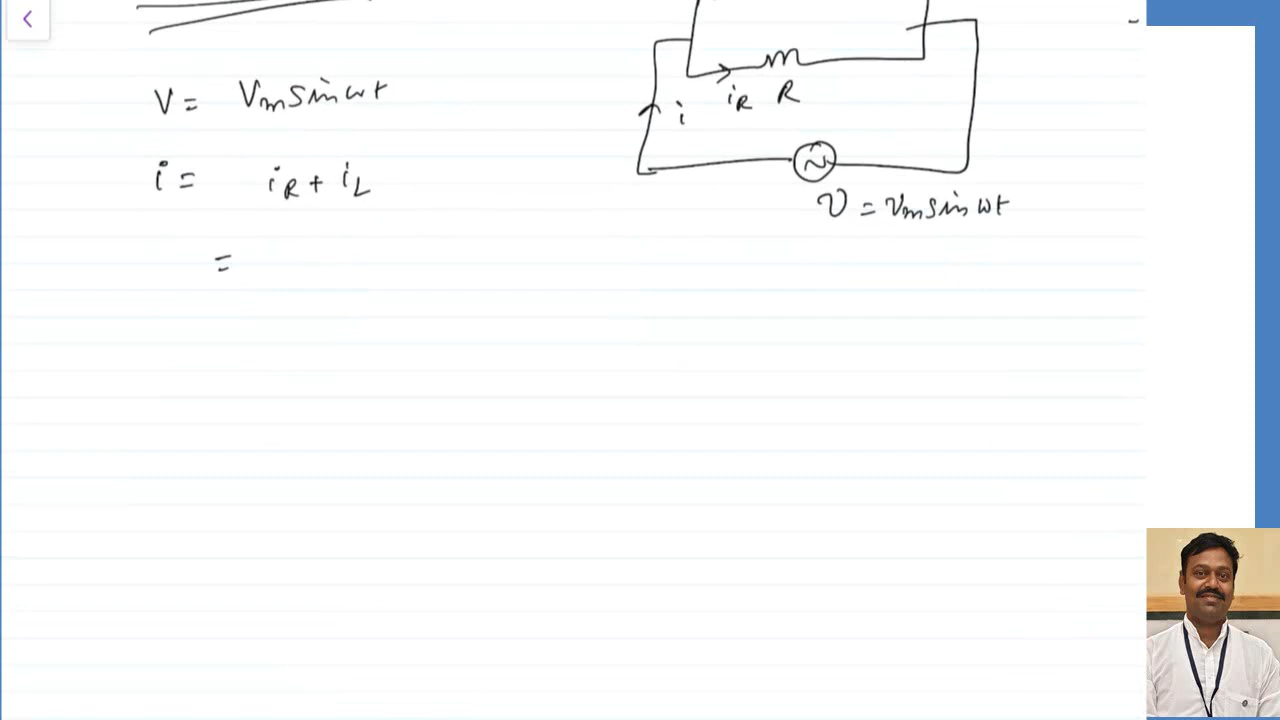 V = Vm sin ωt
i = iR + iL
=
iR R
i
v = vm sin ωt